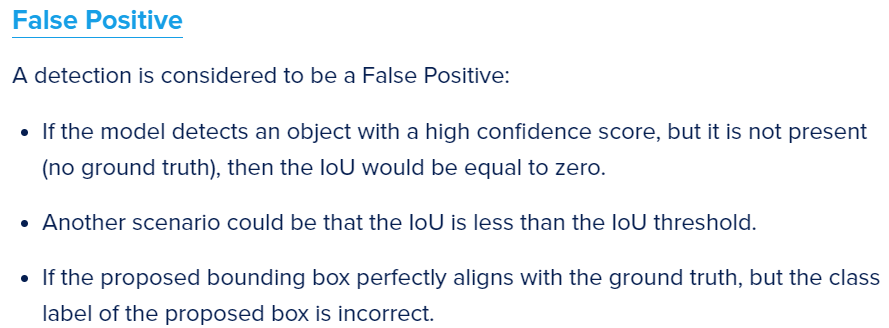 False Positive
A detection is considered to be a False Positive:
• If the model detects an object with a high confidence score, but it is not present
(no ground truth), then the IoU would be equal to zero.
• Another scenario could be that the IoU is less than the IoU threshold.
• If the proposed bounding box perfectly aligns with the ground truth, but the class
label of the proposed box is incorrect.